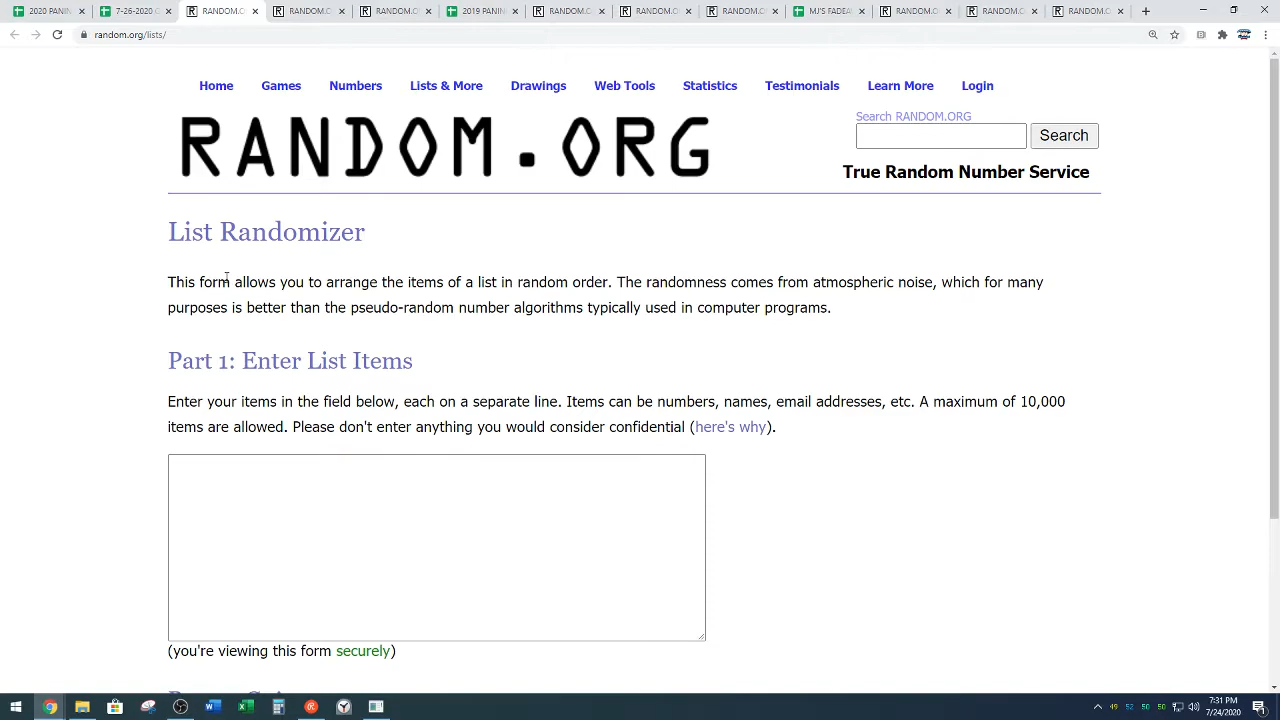 2020 PANIN
7-26-2020 C
RANDOM.O
RANDOM.C
RANDOM.C
2019 PANIN
RANDOM.C
RANDOM.C
RANDOM.C
MJ'S FADEA
RANDOM.C
RANDOM.C
RANDOM.C
random.org/lists/
Home Games Numbers Lists & More Drawings Web Tools Statistics Testimonials Learn More Login
RANDOM.ORG
Search RANDOM.ORG
Search
True Random Number Service
List Randomizer
This form allows you to arrange the items of a list in random order. The randomness comes from atmospheric noise, which for many
purposes is better than the pseudo-random number algorithms typically used in computer programs.
Part 1: Enter List Items
Enter your items in the field below, each on a separate line. Items can be numbers, names, email addresses, etc. A maximum of 10,000
items are allowed. Please don't enter anything you would consider confidential (here's why).
(you're viewing this form securely)
49 52 50 50
7:31 PM
7/24/2020